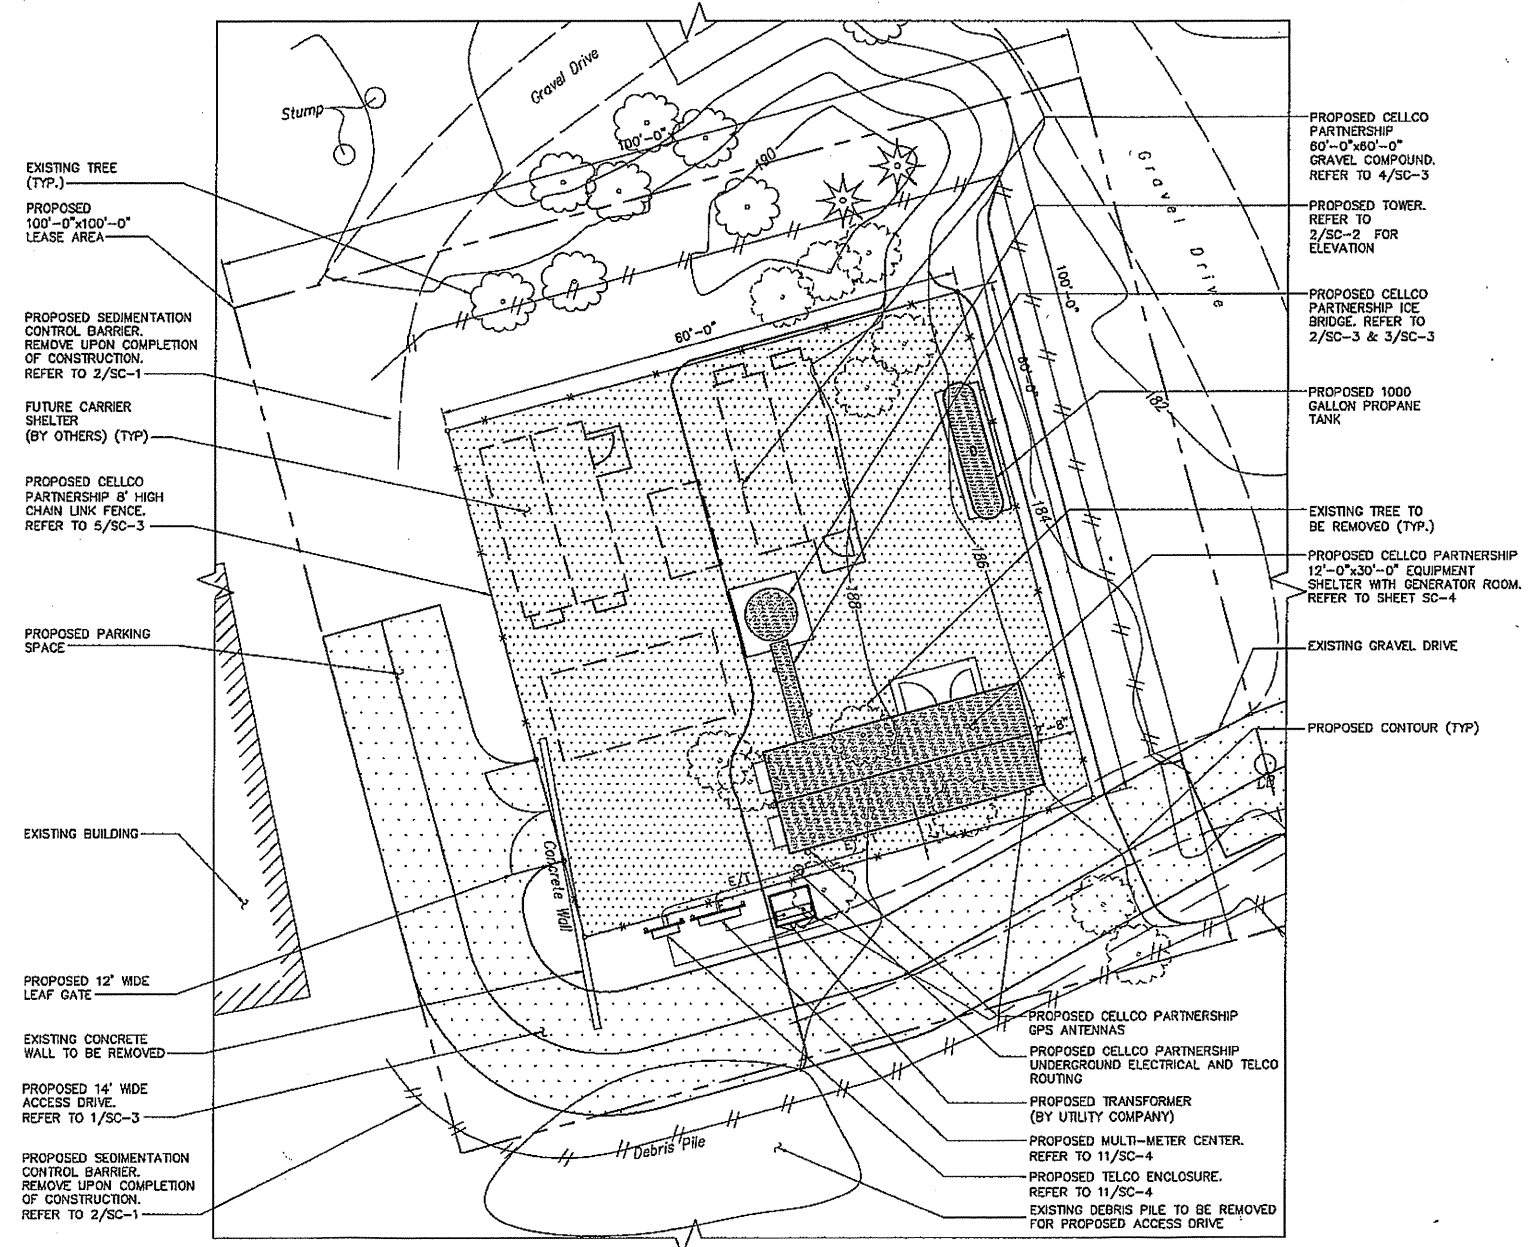 EXISTING TREE
(TYP.)
PROPOSED
100'-0"x100'-0"
LEASE AREA
PROPOSED SEDIMENTATION
CONTROL BARRIER.
REMOVE UPON COMPLETION
OF CONSTRUCTION.
REFER TO 2/SC-1
FUTURE CARRIER
SHELTER
(BY OTHERS) (TYP)
PROPOSED CELLCO
PARTNERSHIP 8' HIGH
CHAIN LINK FENCE.
REFER TO 5/SC-3
PROPOSED PARKING
SPACE
EXISTING BUILDING
PROPOSED 12' WIDE
LEAF GATE
EXISTING CONCRETE
WALL TO BE REMOVED
PROPOSED 14' WIDE
ACCESS DRIVE.
REFER TO 1/SC-3
PROPOSED SEDIMENTATION
CONTROL BARRIER.
REMOVE UPON COMPLETION
OF CONSTRUCTION.
REFER TO 2/SC-1
Stump
Gravel Drive
100'-0"
190
60'-0"
100'-0"
60'-0"
Gravel Drive
182
184
186
188
Concrete Wall
E/T
Debris Pile
PROPOSED CELLCO
PARTNERSHIP
60'-0"x60'-0"
GRAVEL COMPOUND.
REFER TO 4/SC-3
PROPOSED TOWER.
REFER TO
2/SC-2 FOR
ELEVATION
PROPOSED CELLCO
PARTNERSHIP ICE
BRIDGE. REFER TO
2/SC-3 & 3/SC-3
PROPOSED 1000
GALLON PROPANE
TANK
EXISTING TREE TO
BE REMOVED (TYP.)
PROPOSED CELLCO PARTNERSHIP
12'-0"x30'-0" EQUIPMENT
SHELTER WITH GENERATOR ROOM.
REFER TO SHEET SC-4
EXISTING GRAVEL DRIVE
PROPOSED CONTOUR (TYP)
PROPOSED CELLCO PARTNERSHIP
GPS ANTENNAS
PROPOSED CELLCO PARTNERSHIP
UNDERGROUND ELECTRICAL AND TELCO
ROUTING
PROPOSED TRANSFORMER
(BY UTILITY COMPANY)
PROPOSED MULTI-METER CENTER.
REFER TO 11/SC-4
PROPOSED TELCO ENCLOSURE.
REFER TO 11/SC-4
EXISTING DEBRIS PILE TO BE REMOVED
FOR PROPOSED ACCESS DRIVE